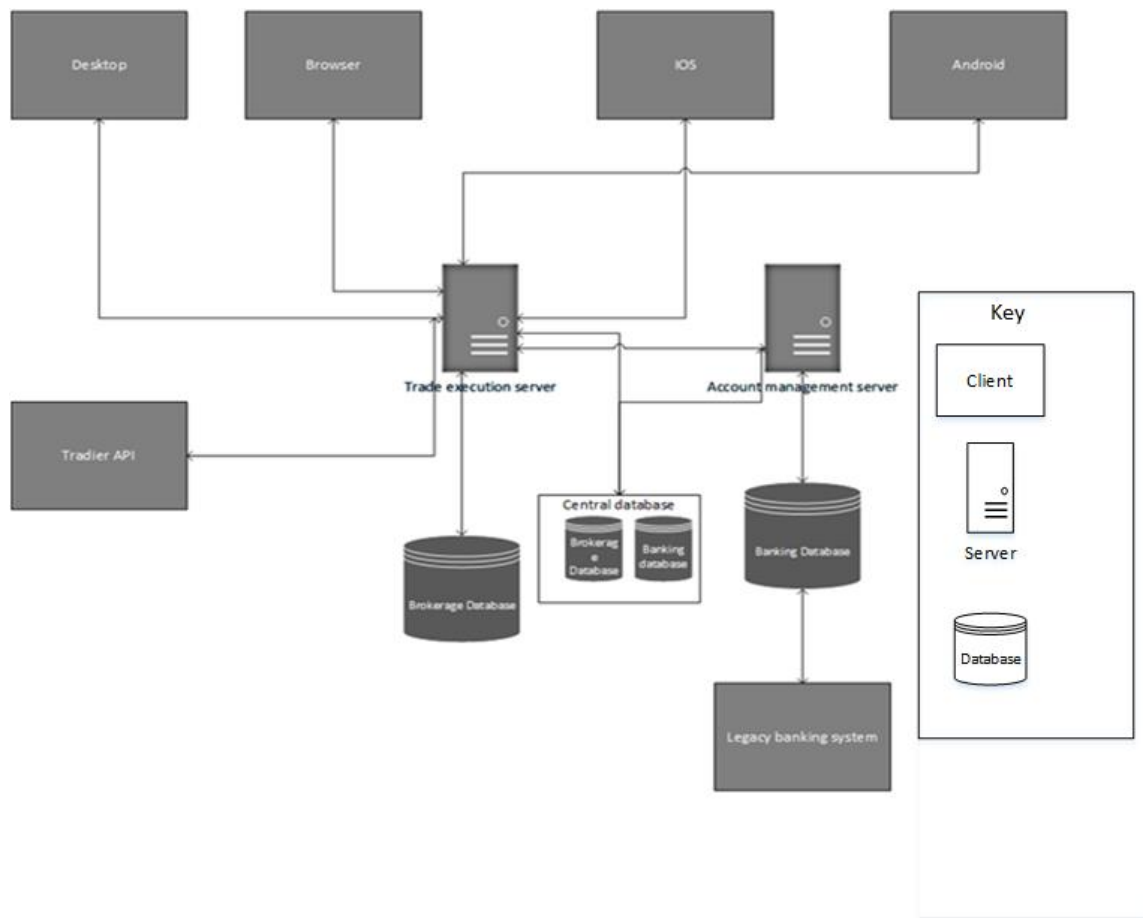 Desktop
Browser
IOS
Android
Trade execution server
Account management server
Key
Client
Server
Database
Tradier API
Central database
Brokerag
e
Database
Banking
database
Brokerage Database
Banking Database
Legacy banking system